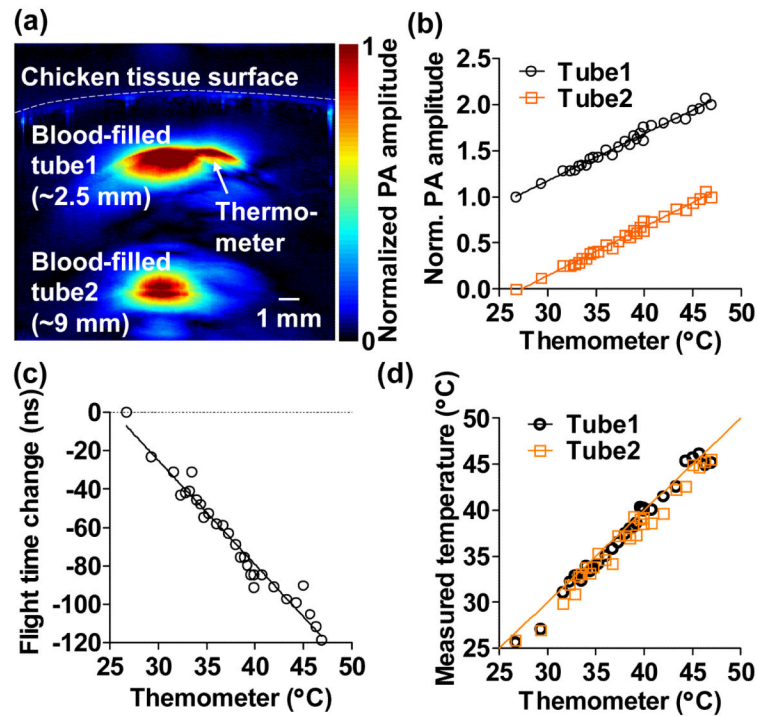 (a)
Chicken tissue surface
Blood-filled
tube1
(~2.5 mm)
Thermo-
meter
Blood-filled
tube2
(~9 mm)
1 mm
1
0
Normalized PA amplitude
(b)
Tube1
Tube2
Norm. PA amplitude
2.5
2.0
1.5
1.0
0.5
0.0
25 30 35 40 45 50
Themometer (°C)
(c)
Flight time change (ns)
0
-20
-40
-60
-80
-100
-120
25 30 35 40 45 50
Themometer (°C)
(d)
Tube1
Tube2
Measured temperature (°C)
50
45
40
35
30
25
25 30 35 40 45 50
Themometer (°C)